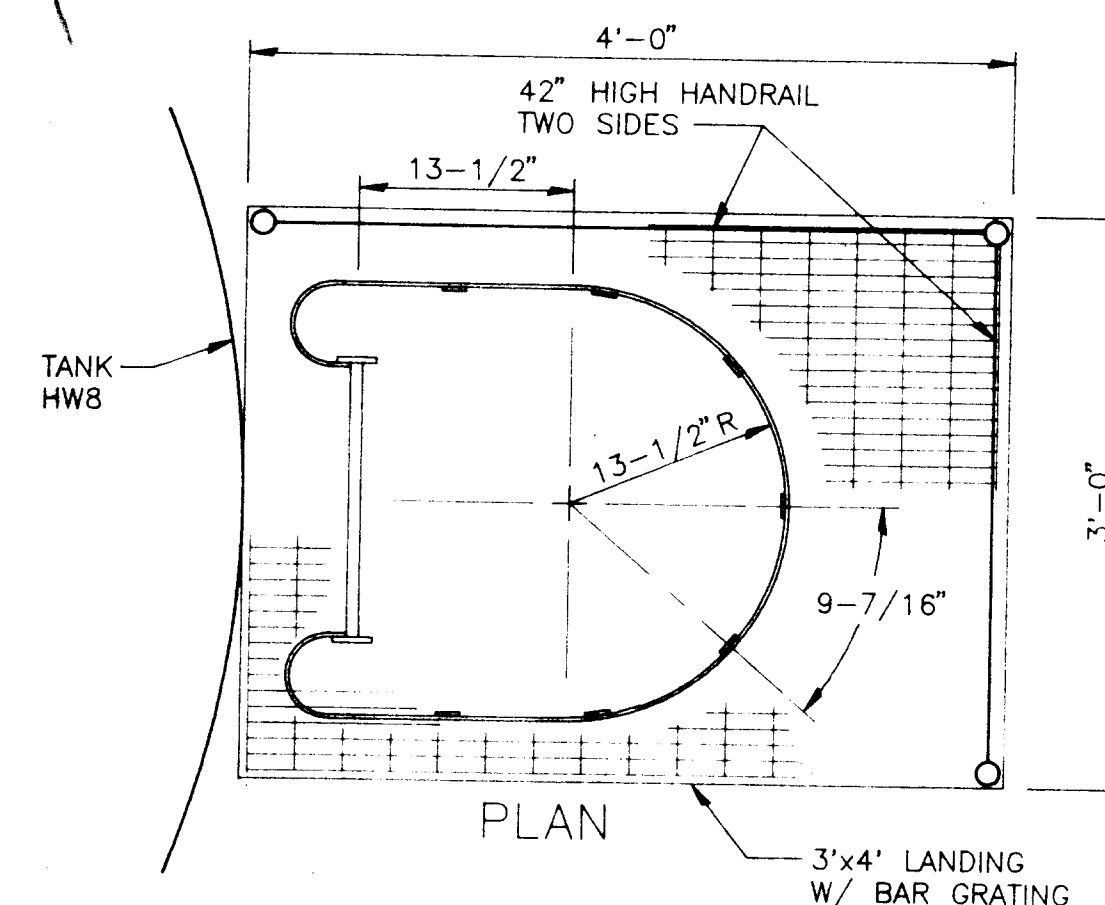 4'-0"
42" HIGH HANDRAIL
TWO SIDES
13-1/2"
TANK
HW8
13-1/2" R
3'-0"
9-7/16"
PLAN
3'x4' LANDING
W/ BAR GRATING